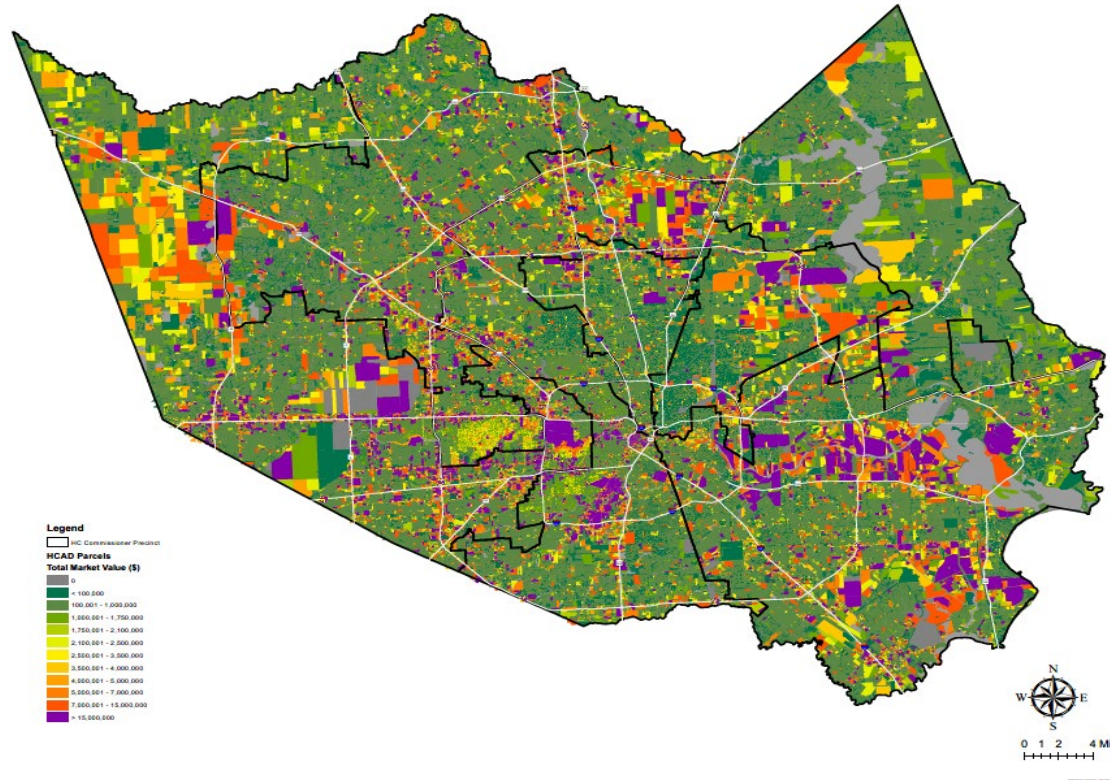 Legend
HC Commissioner Precinct
HCAD Parcels
Total Market Value ($)
0
< 100,000
100,001 - 1,000,000
1,000,001 - 1,750,000
1,750,001 - 2,100,000
2,100,001 - 2,500,000
2,500,001 - 3,500,000
3,500,001 - 4,000,000
4,000,001 - 5,000,000
5,000,001 - 7,000,000
7,000,001 - 15,000,000
> 15,000,000
N
W E
S
0 1 2 4 Mi